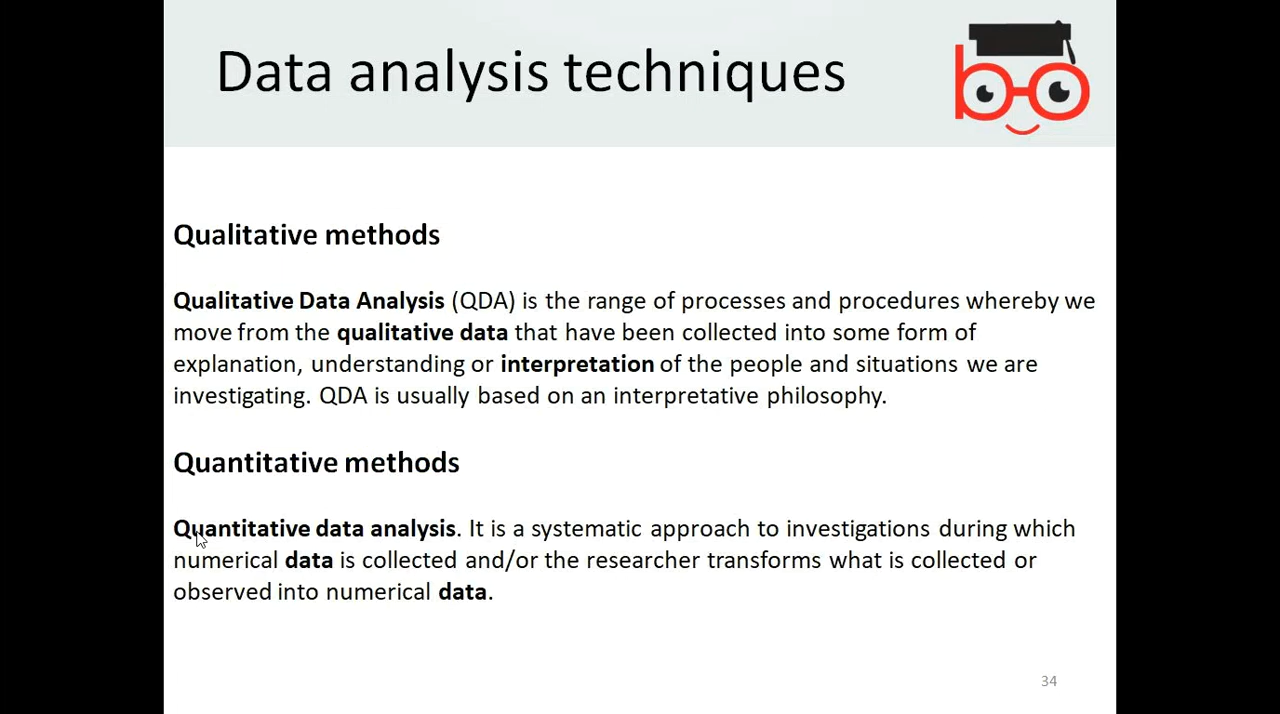 Data analysis techniques
Qualitative methods
Qualitative Data Analysis (QDA) is the range of processes and procedures whereby we
move from the qualitative data that have been collected into some form of
explanation, understanding or interpretation of the people and situations we are
investigating. QDA is usually based on an interpretative philosophy.
Quantitative methods
Quantitative data analysis. It is a systematic approach to investigations during which
numerical data is collected and/or the researcher transforms what is collected or
observed into numerical data.
34